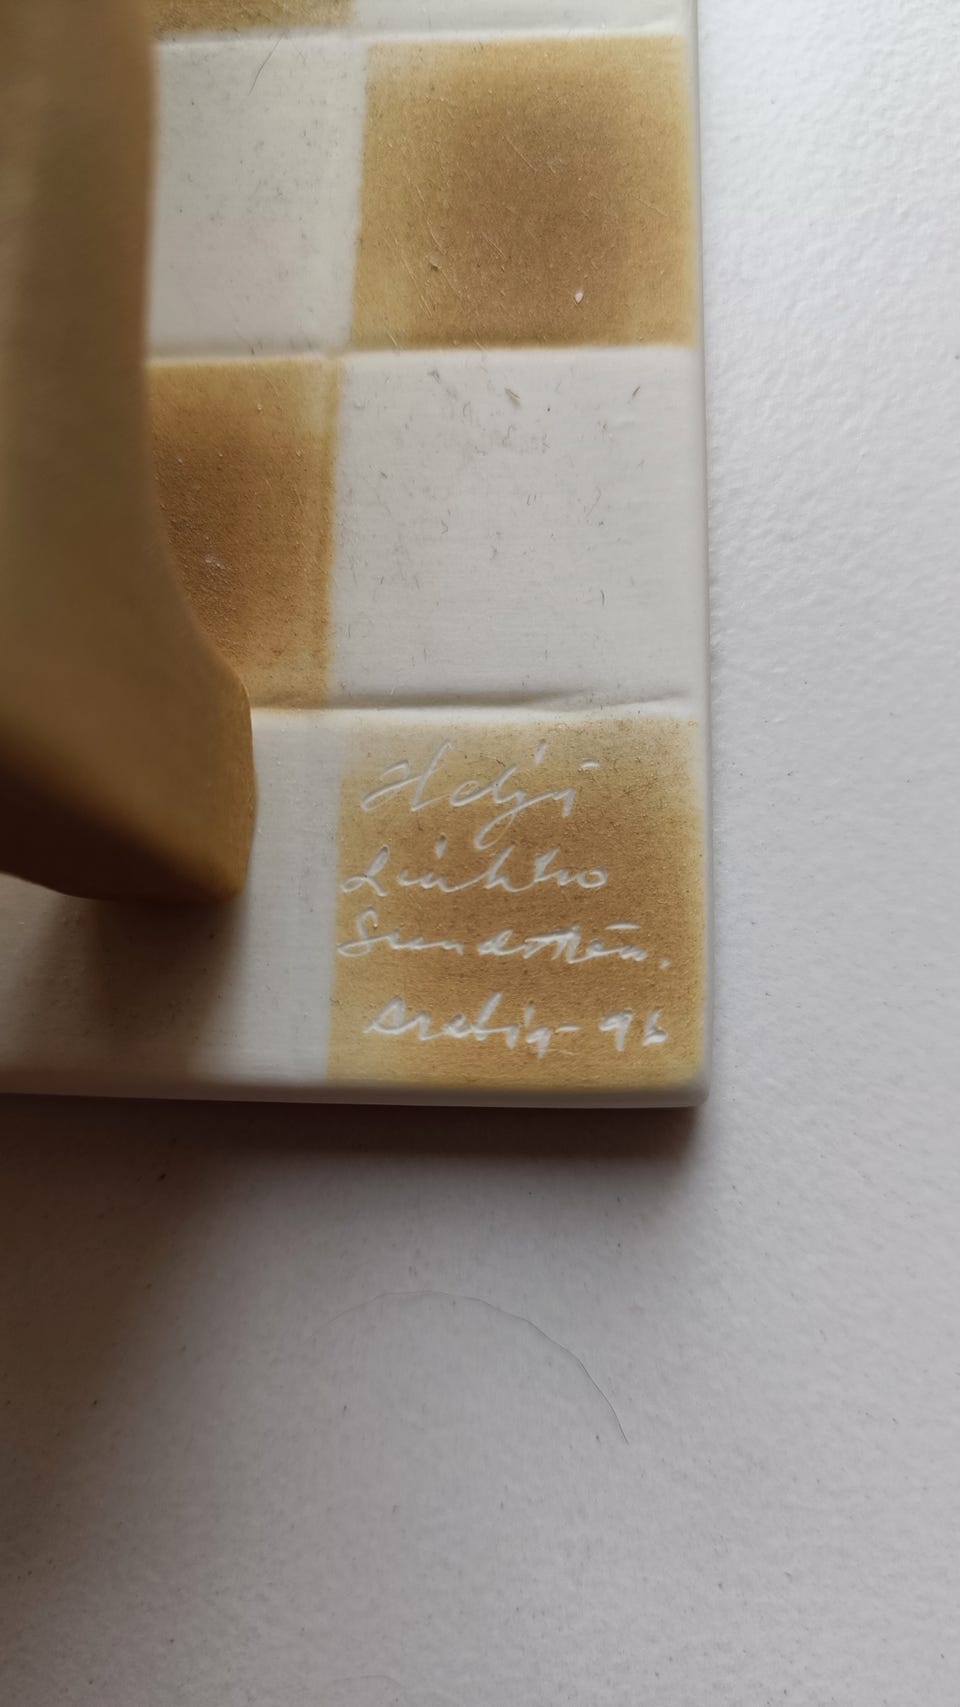 Heljä
Liukko
Sundström.
Arabia - 96